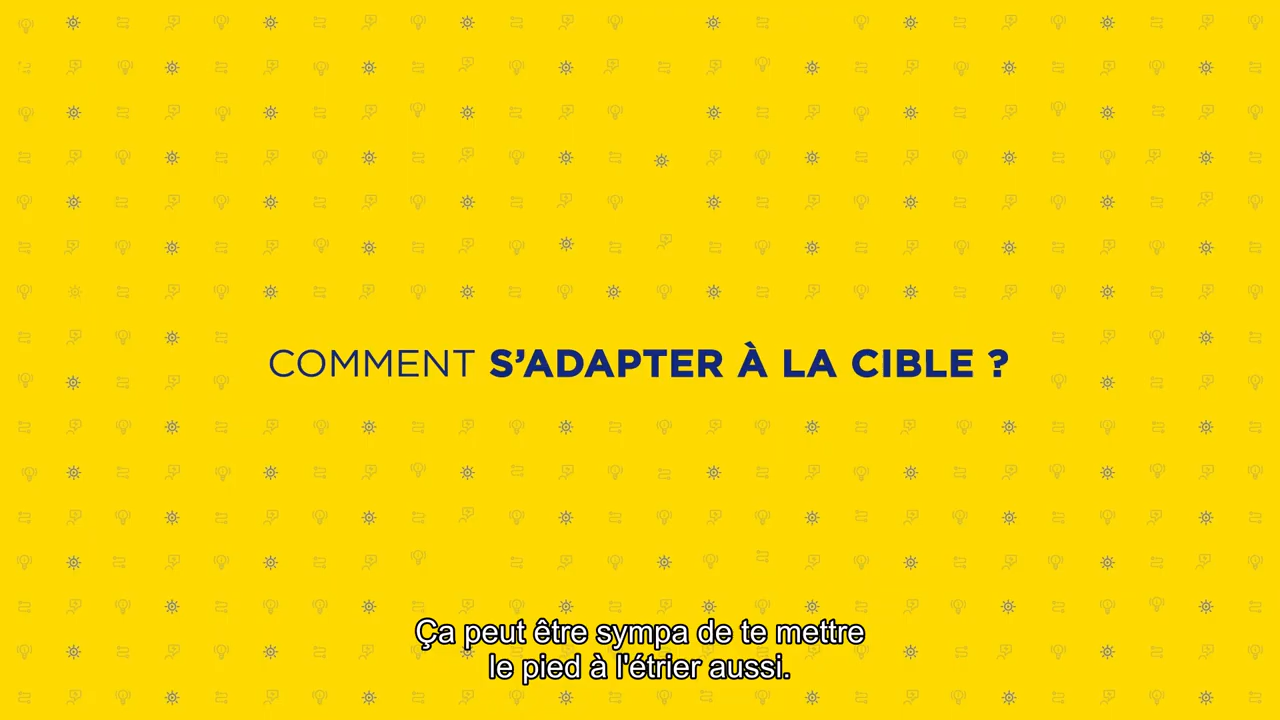 COMMENT S’ADAPTER À LA CIBLE ?
Ça peut être sympa de te mettre
le pied à l'étrier aussi.